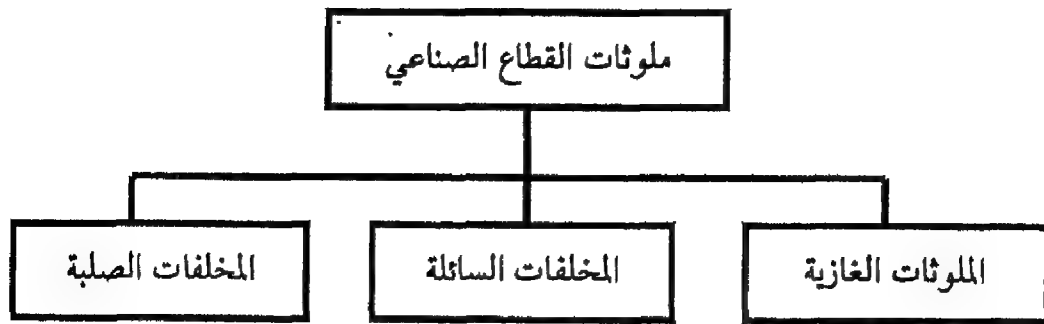 ملوثات القطاع الصناعي
الملوثات الغازية
المخلفات السائلة
المخلفات الصلبة